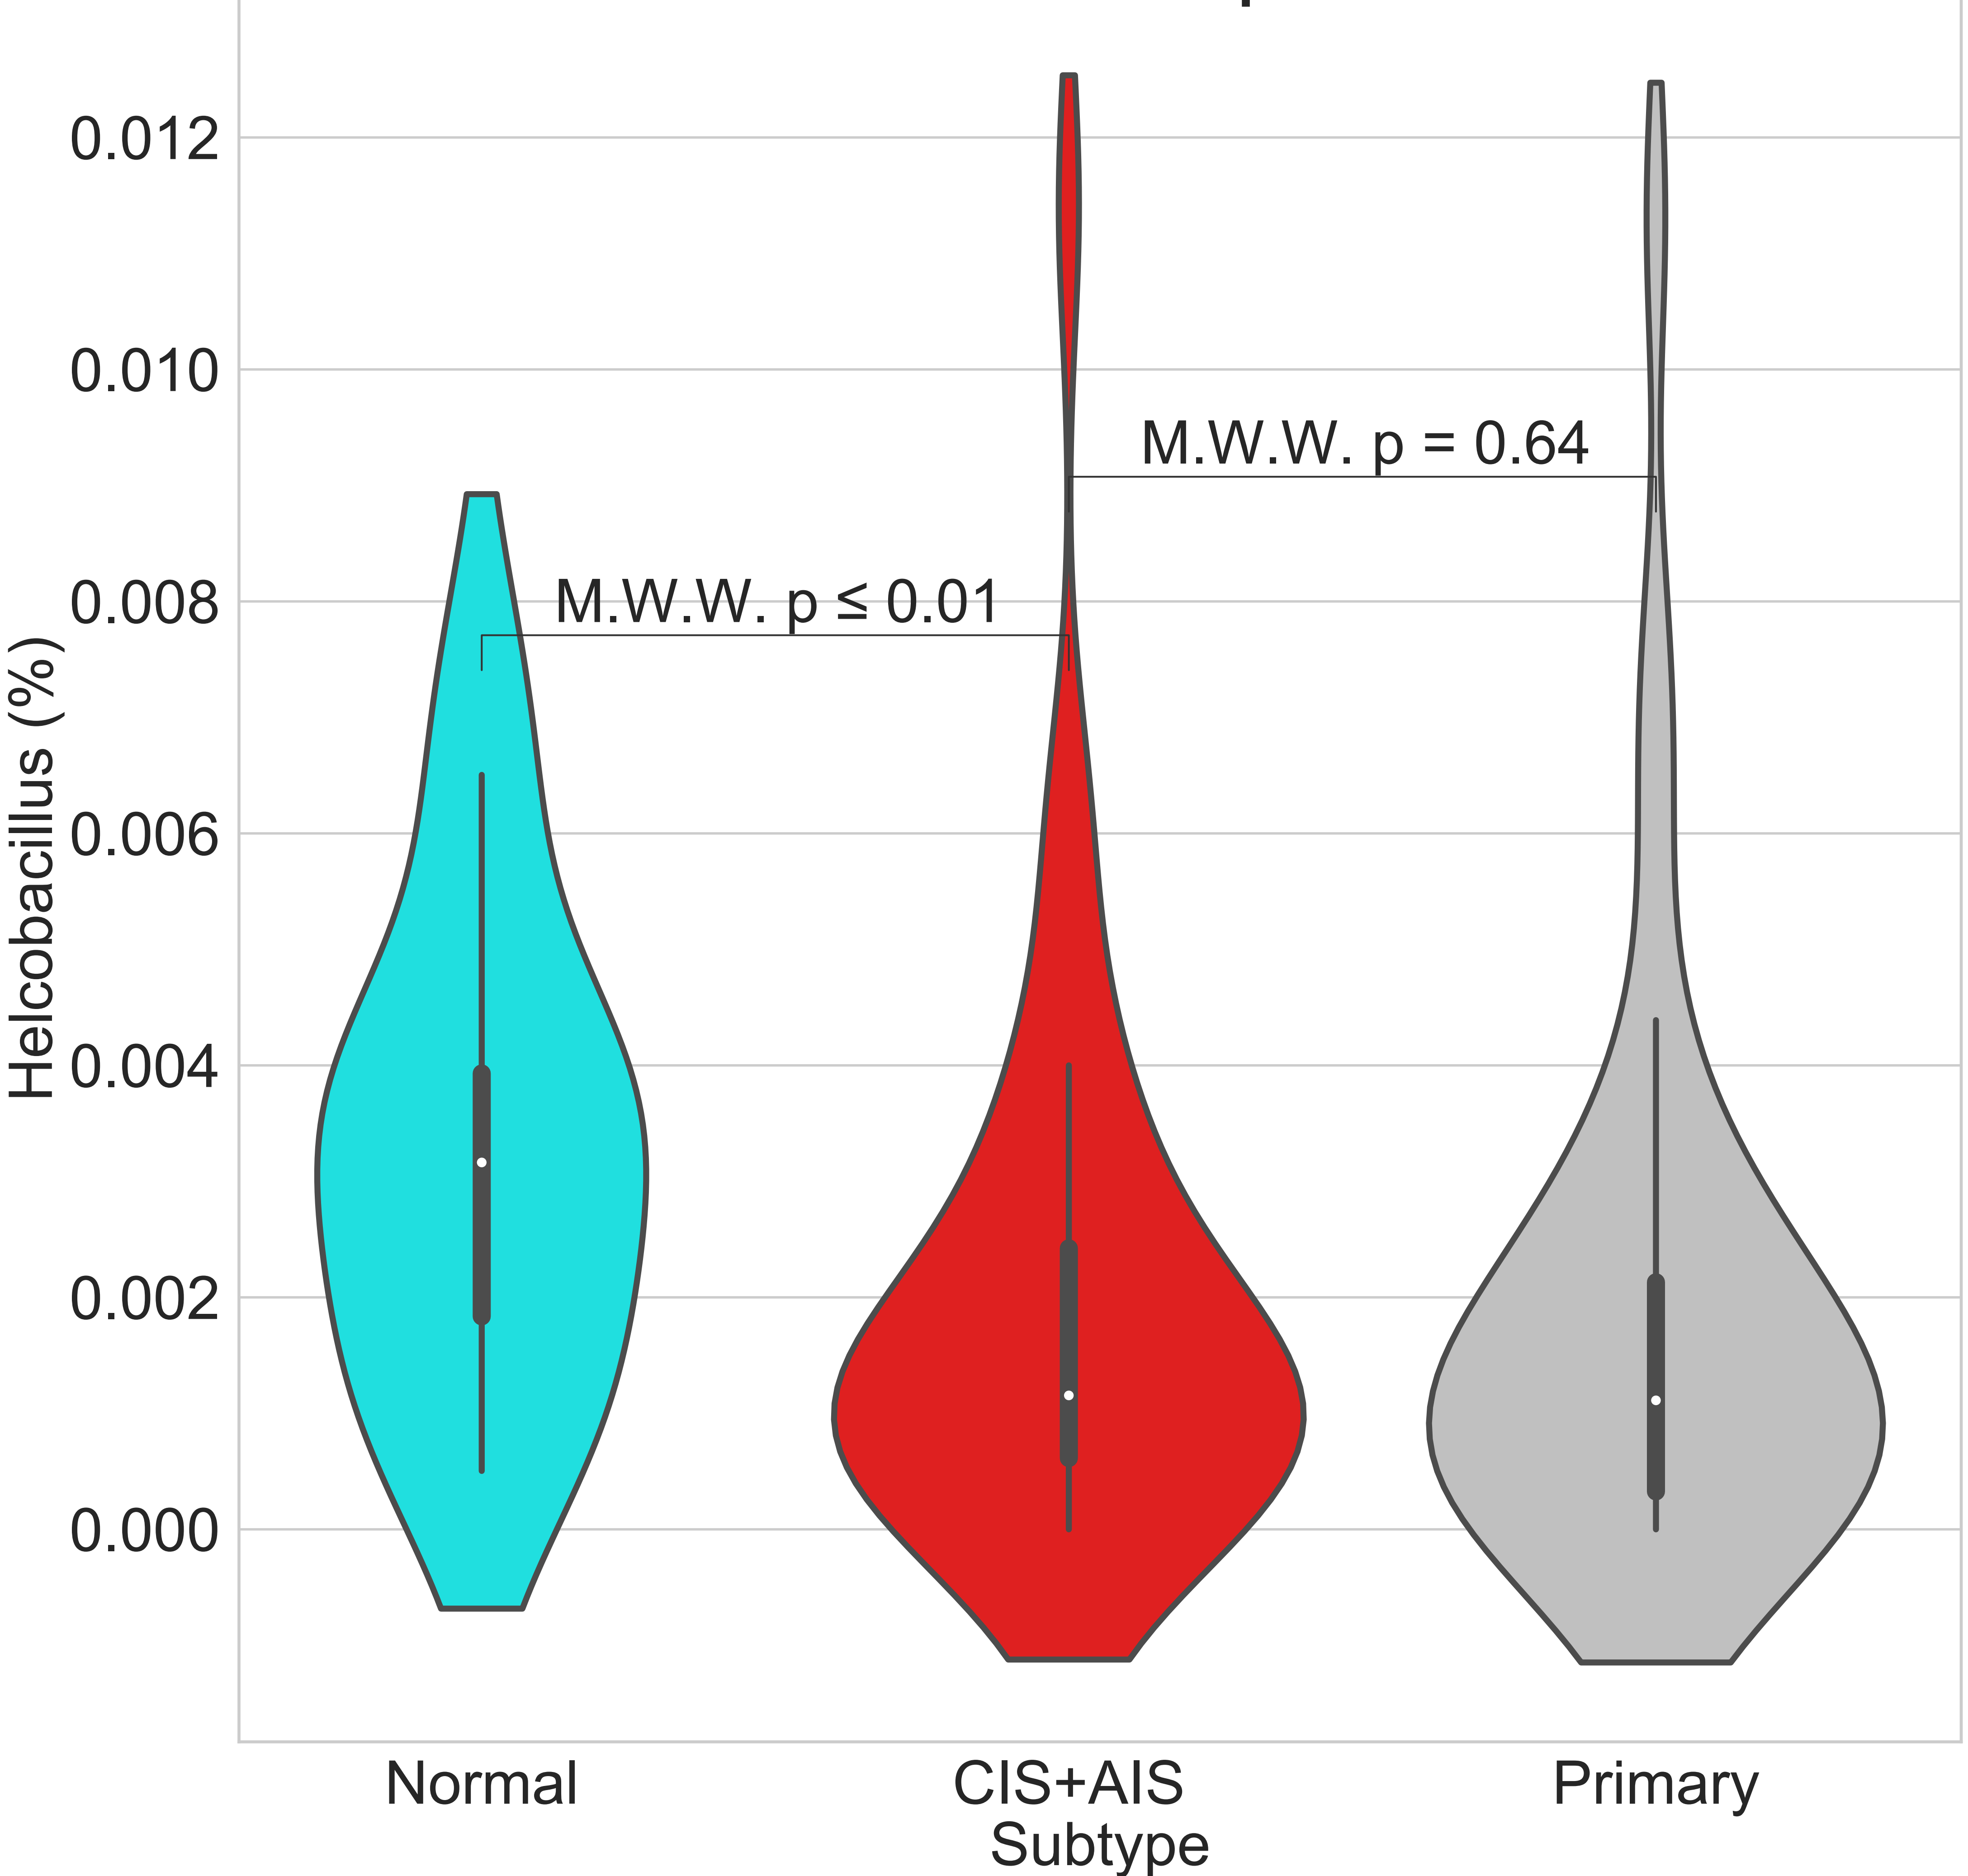 0.012
0.010
M.W.W. p = 0.64
0.008
M.W.W. p ≤ 0.01
0.006
0.004
0.002
0.000
Helcobacillus (%)
Normal
CIS+AIS
Primary
Subtype